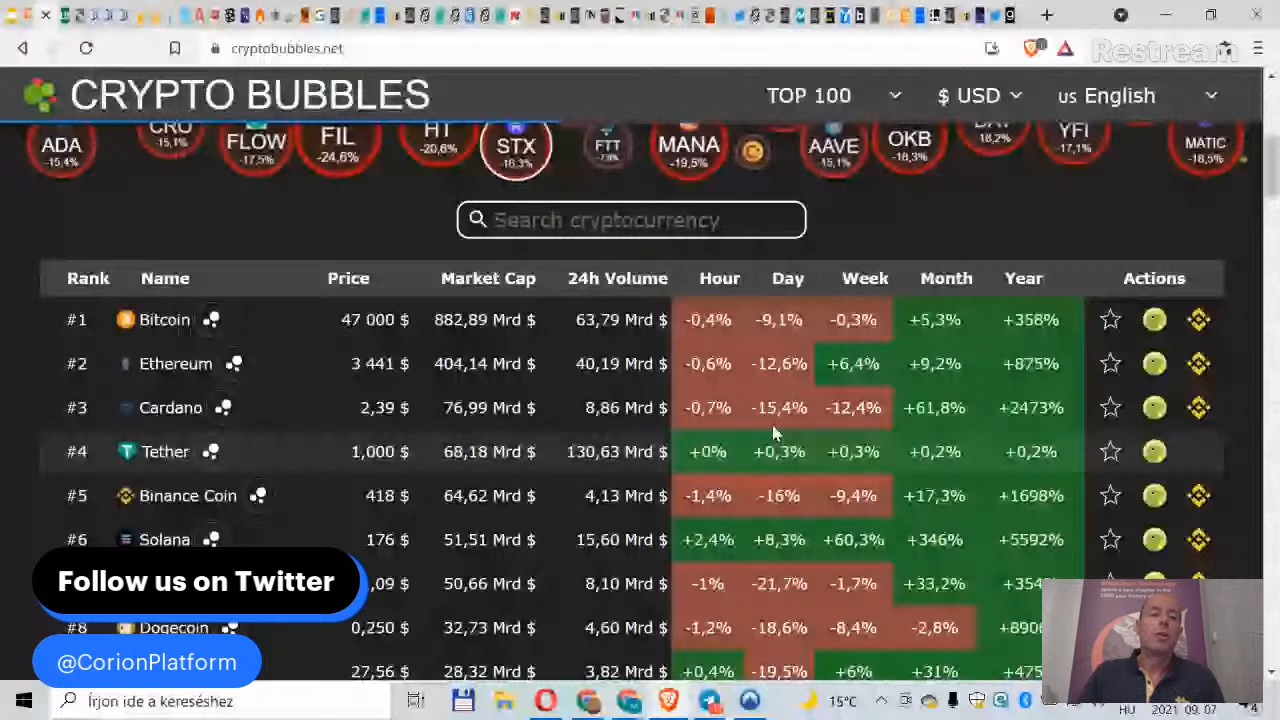 cryptobubbles.net
Restream
CRYPTO BUBBLES TOP 100 $ USD us English
ADA -15,4%
-15,1%
FLOW -17,5%
FIL -24,6%
HT -20,6%
STX -16,3%
FTT
MANA -19,5%
AAVE -15,1%
OKB -18,3%
18,2%
YFI -17,1%
MATIC -18,5%
Search cryptocurrency
Rank Name Price Market Cap 24h Volume Hour Day Week Month Year Actions
#1 Bitcoin 47 000 $ 882,89 Mrd $ 63,79 Mrd $ -0,4% -9,1% -0,3% +5,3% +358%
#2 Ethereum 3 441 $ 404,14 Mrd $ 40,19 Mrd $ -0,6% -12,6% +6,4% +9,2% +875%
#3 Cardano 2,39 $ 76,99 Mrd $ 8,86 Mrd $ -0,7% -15,4% -12,4% +61,8% +2473%
#4 Tether 1,000 $ 68,18 Mrd $ 130,63 Mrd $ +0% +0,3% +0,3% +0,2% +0,2%
#5 Binance Coin 418 $ 64,62 Mrd $ 4,13 Mrd $ -1,4% -16% -9,4% +17,3% +1698%
#6 Solana 176 $ 51,51 Mrd $ 15,60 Mrd $ +2,4% +8,3% +60,3% +346% +5592%
,09 $ 50,66 Mrd $ 8,10 Mrd $ -1% -21,7% -1,7% +33,2% +354
#8 Dogecoin 0,250 $ 32,73 Mrd $ 4,60 Mrd $ -1,2% -18,6% -8,4% -2,8% +8906
27,56 $ 28,32 Mrd $ 3,82 Mrd $ +0,4% -19,5% +6% +31% +475
Follow us on Twitter
@CorionPlatform
opens a new chapter in the
Írjon ide a kereséshez
15°C
HU 2021. 09. 07.